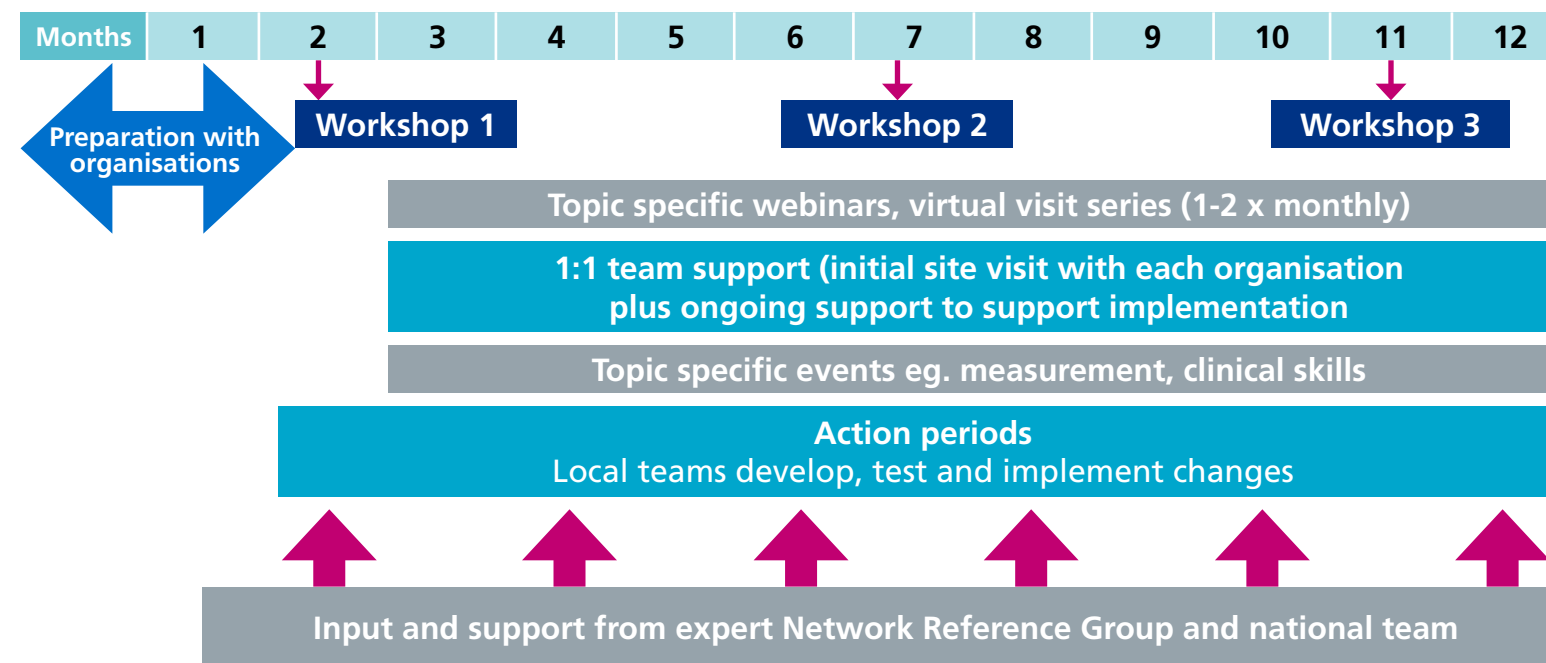 Months 1 2 3 4 5 6 7 8 9 10 11 12
Preparation with
organisations
Workshop 1 Workshop 2 Workshop 3
Topic specific webinars, virtual visit series (1-2 x monthly)
1:1 team support (initial site visit with each organisation
plus ongoing support to support implementation
Topic specific events eg. measurement, clinical skills
Action periods
Local teams develop, test and implement changes
Input and support from expert Network Reference Group and national team